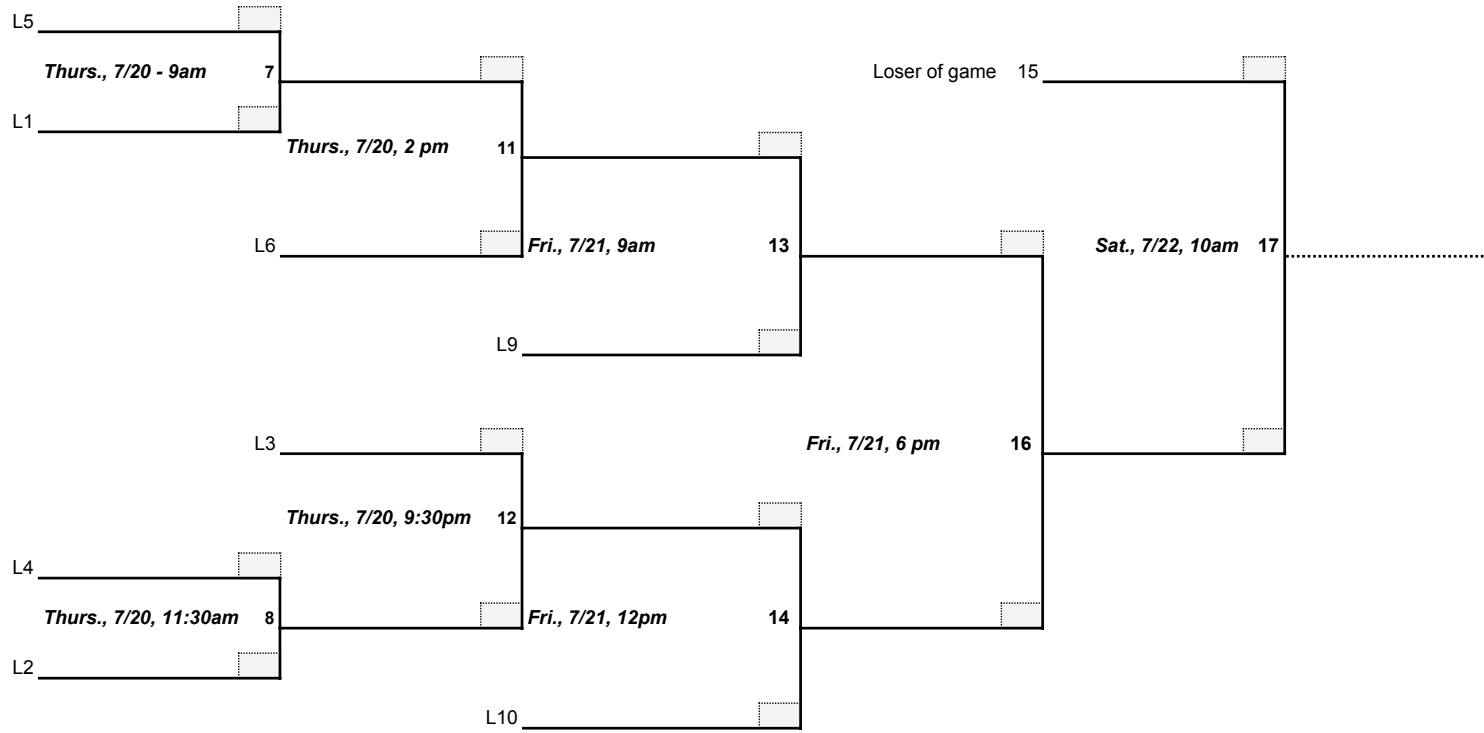 L5
Thurs., 7/20 - 9am 7
Loser of game 15
L1
Thurs., 7/20, 2 pm 11
L6
Fri., 7/21, 9am 13
Sat., 7/22, 10am 17
L9
L3
Fri., 7/21, 6 pm 16
Thurs., 7/20, 9:30pm 12
L4
Thurs., 7/20, 11:30am 8
Fri., 7/21, 12pm 14
L2
L10